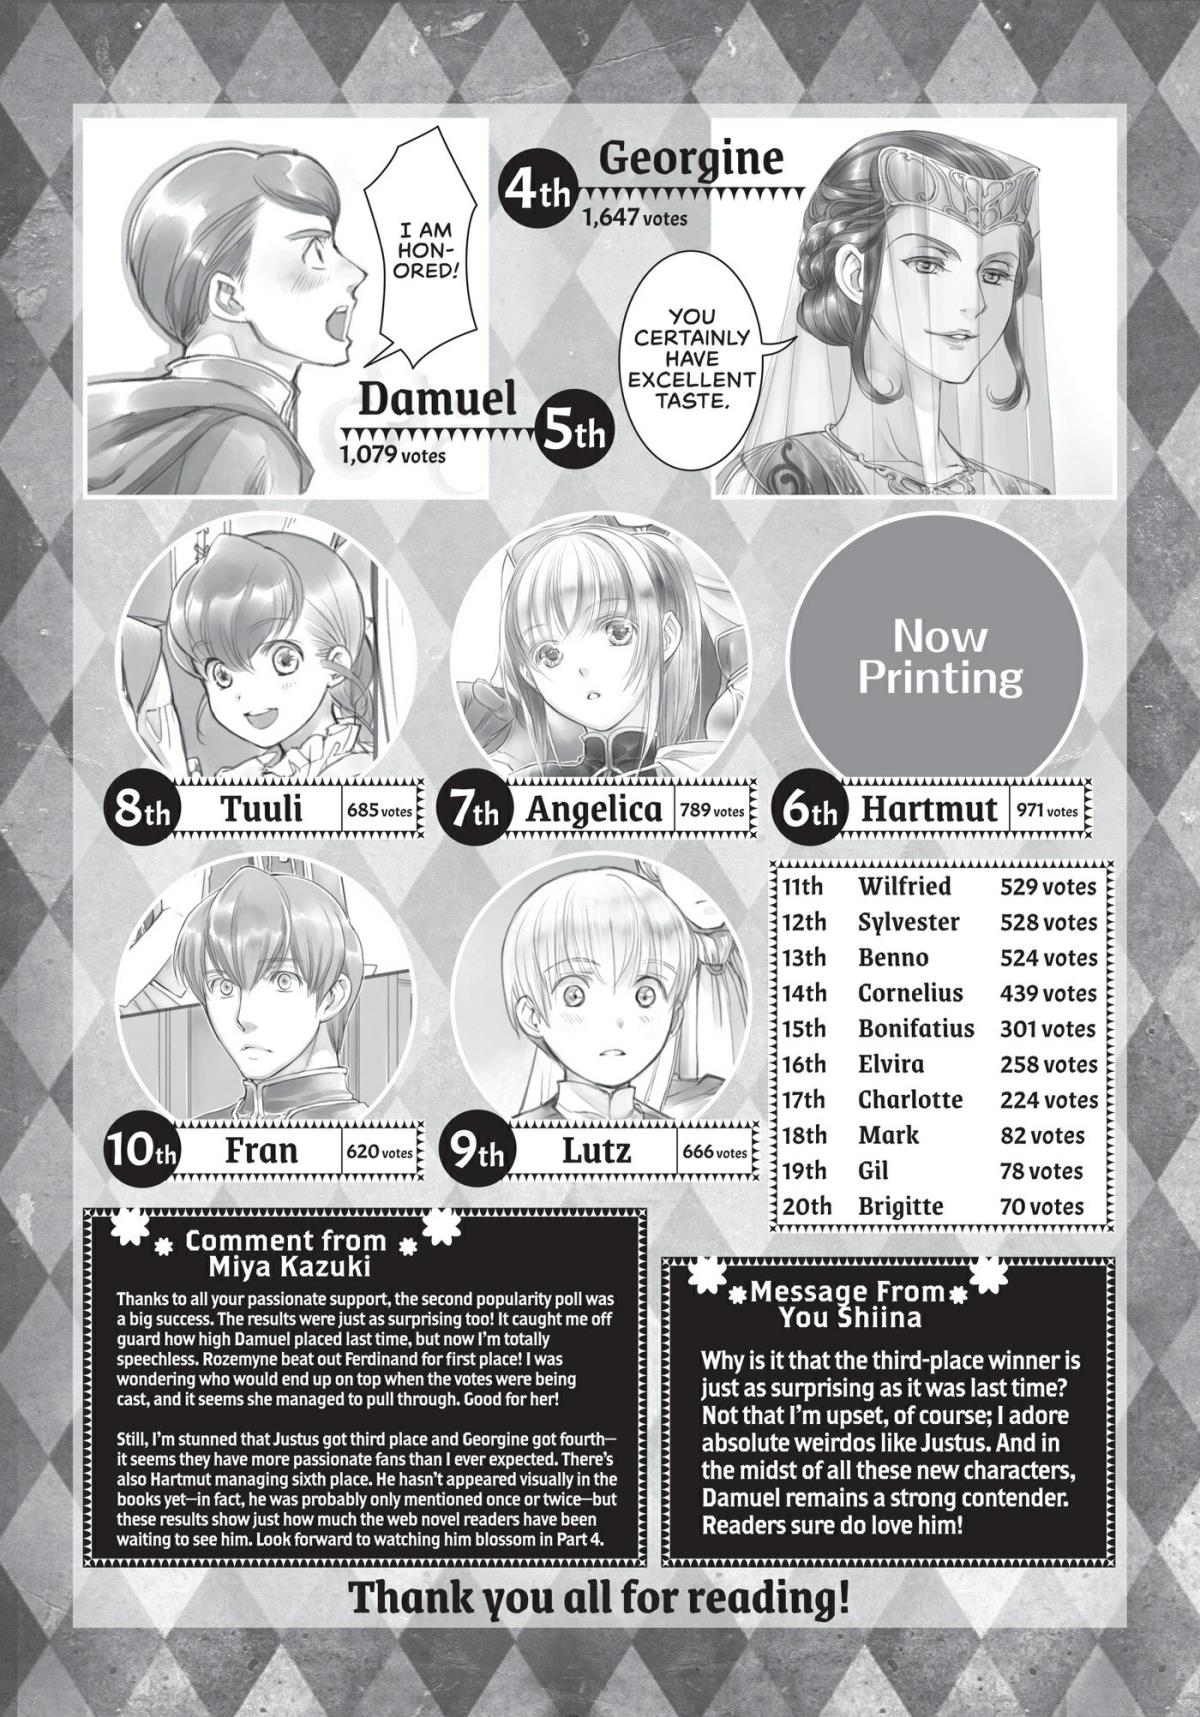 4th
Georgine
1,647 votes
I AM
HON-
ORED!
YOU
CERTAINLY
HAVE
EXCELLENT
TASTE.
Damuel
5th
1,079 votes
Now
Printing
8th Tuuli 685 votes
7th Angelica 789 votes
6th Hartmut 971 votes
10th Fran 620 votes
9th Lutz 666 votes
11th Wilfried 529 votes
12th Sylvester 528 votes
13th Benno 524 votes
14th Cornelius 439 votes
15th Bonifatius 301 votes
16th Elvira 258 votes
17th Charlotte 224 votes
18th Mark 82 votes
19th Gil 78 votes
20th Brigitte 70 votes
Comment from
Miya Kazuki
Thanks to all your passionate support, the second popularity poll was
a big success. The results were just as surprising too! It caught me off
guard how high Damuel placed last time, but now I'm totally
speechless. Rozemyne beat out Ferdinand for first place! I was
wondering who would end up on top when the votes were being
cast, and it seems she managed to pull through. Good for her!
Still, I'm stunned that Justus got third place and Georgine got fourth—
it seems they have more passionate fans than I ever expected. There's
also Hartmut managing sixth place. He hasn't appeared visually in the
books yet—in fact, he was probably only mentioned once or twice—but
these results show just how much the web novel readers have been
waiting to see him. Look forward to watching him blossom in Part 4.
Message From
You Shiina
Why is it that the third-place winner is
just as surprising as it was last time?
Not that I'm upset, of course; I adore
absolute weirdos like Justus. And in
the midst of all these new characters,
Damuel remains a strong contender.
Readers sure do love him!
Thank you all for reading!